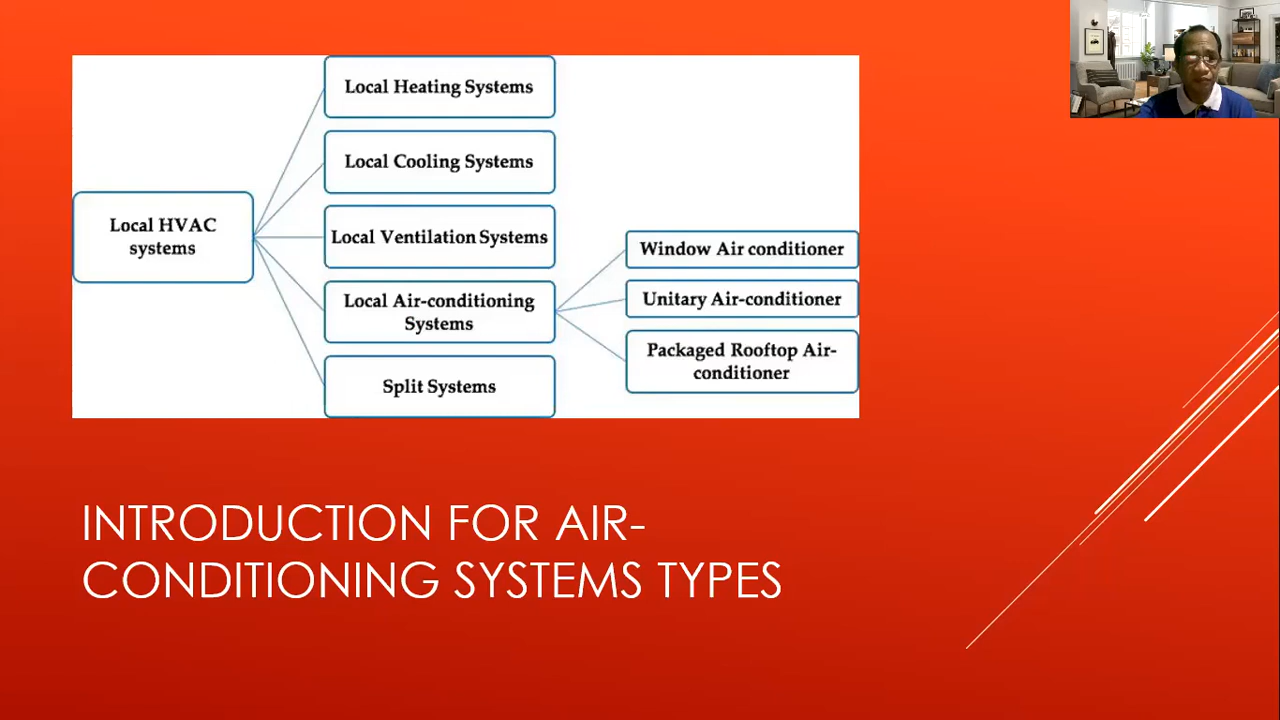 Local HVAC
systems
Local Heating Systems
Local Cooling Systems
Local Ventilation Systems
Local Air-conditioning
Systems
Split Systems
Window Air conditioner
Unitary Air-conditioner
Packaged Rooftop Air-
conditioner
INTRODUCTION FOR AIR-
CONDITIONING SYSTEMS TYPES